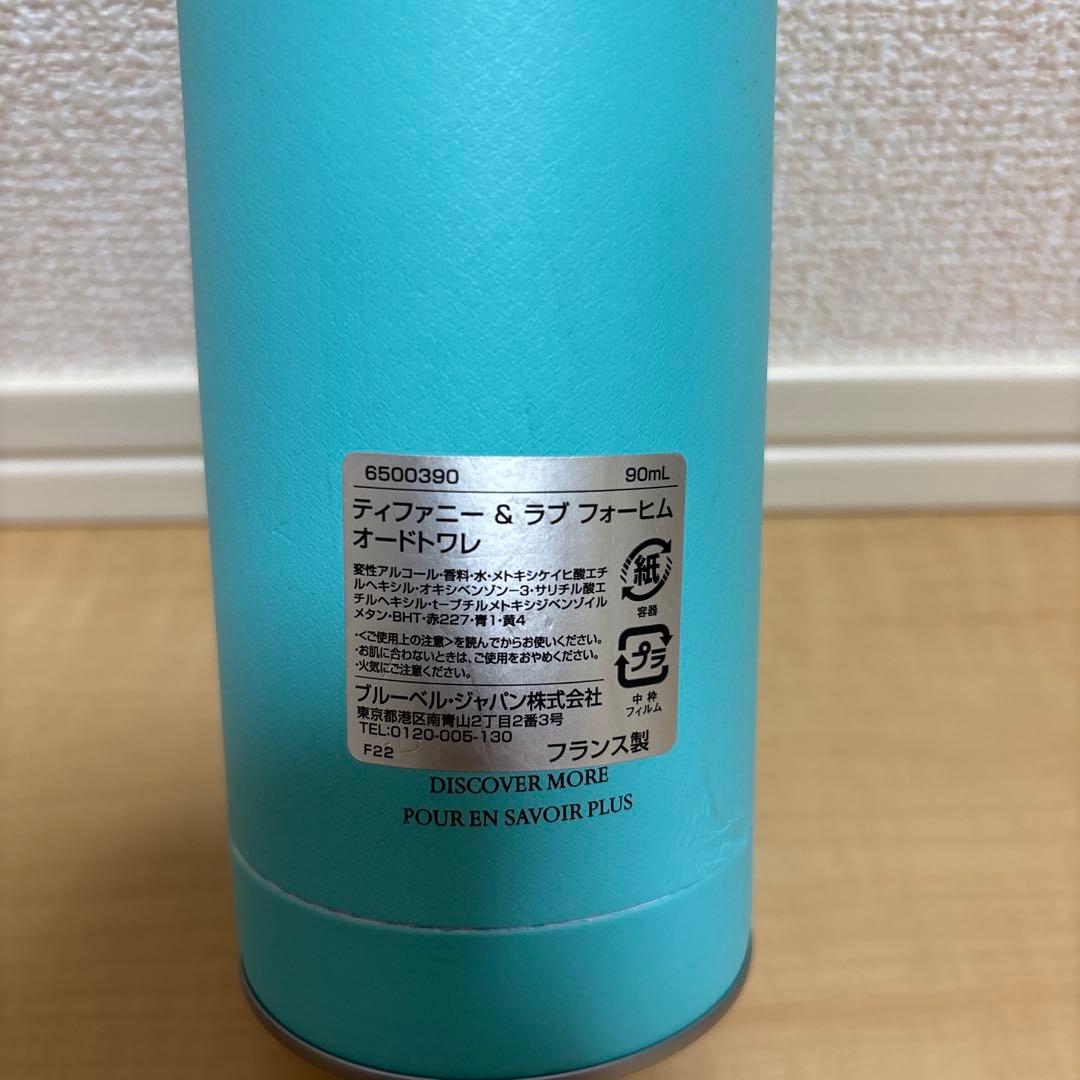 6500390 90mL
ティファニー & ラブ フォーヒム
オードトワレ
変性アルコール・香料・水・メトキシケイヒ酸エチ
ルヘキシル・オキシベンゾン-3・サリチル酸エ
チルヘキシル・t-ブチルメトキシジベンゾイル
メタン・BHT・赤227・青1・黄4
紙
容器
・<ご使用上の注意>を読んでからお使いください。
・お肌に合わないときは、ご使用をおやめください。
・火気にご注意ください。
プラ
中枠
フィルム
ブルーベル・ジャパン株式会社
東京都港区南青山2丁目2番3号
TEL:0120-005-130
F22 フランス製
DISCOVER MORE
POUR EN SAVOIR PLUS